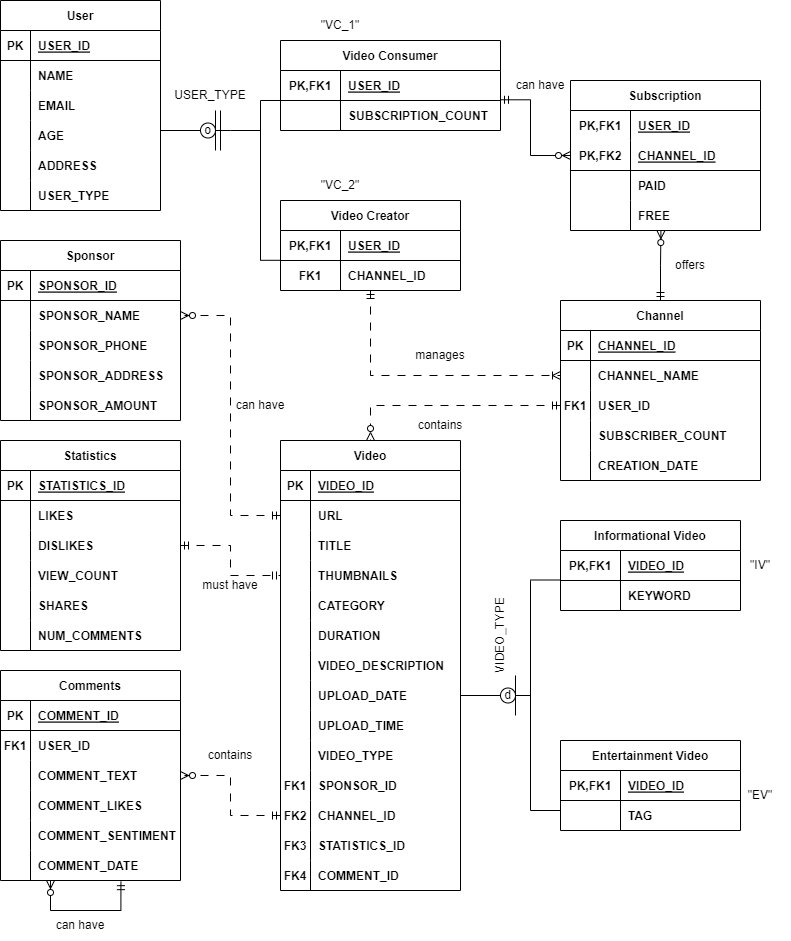 User
PK USER_ID
NAME
EMAIL
AGE
ADDRESS
USER_TYPE
USER_TYPE
o
"VC_1"
Video Consumer
PK,FK1 USER_ID
SUBSCRIPTION_COUNT
can have
Subscription
PK,FK1 USER_ID
PK,FK2 CHANNEL_ID
PAID
FREE
"VC_2"
Video Creator
PK,FK1 USER_ID
FK1 CHANNEL_ID
offers
manages
Channel
PK CHANNEL_ID
CHANNEL_NAME
FK1 USER_ID
SUBSCRIBER_COUNT
CREATION_DATE
contains
Sponsor
PK SPONSOR_ID
SPONSOR_NAME
SPONSOR_PHONE
SPONSOR_ADDRESS
SPONSOR_AMOUNT
can have
Statistics
PK STATISTICS_ID
LIKES
DISLIKES
VIEW_COUNT
SHARES
NUM_COMMENTS
must have
Video
PK VIDEO_ID
URL
TITLE
THUMBNAILS
CATEGORY
DURATION
VIDEO_DESCRIPTION
UPLOAD_DATE
UPLOAD_TIME
VIDEO_TYPE
FK1 SPONSOR_ID
FK2 CHANNEL_ID
FK3 STATISTICS_ID
FK4 COMMENT_ID
VIDEO_TYPE
d
Informational Video
PK,FK1 VIDEO_ID
KEYWORD
"IV"
Entertainment Video
PK,FK1 VIDEO_ID
TAG
"EV"
Comments
PK COMMENT_ID
FK1 USER_ID
COMMENT_TEXT
COMMENT_LIKES
COMMENT_SENTIMENT
COMMENT_DATE
contains
can have